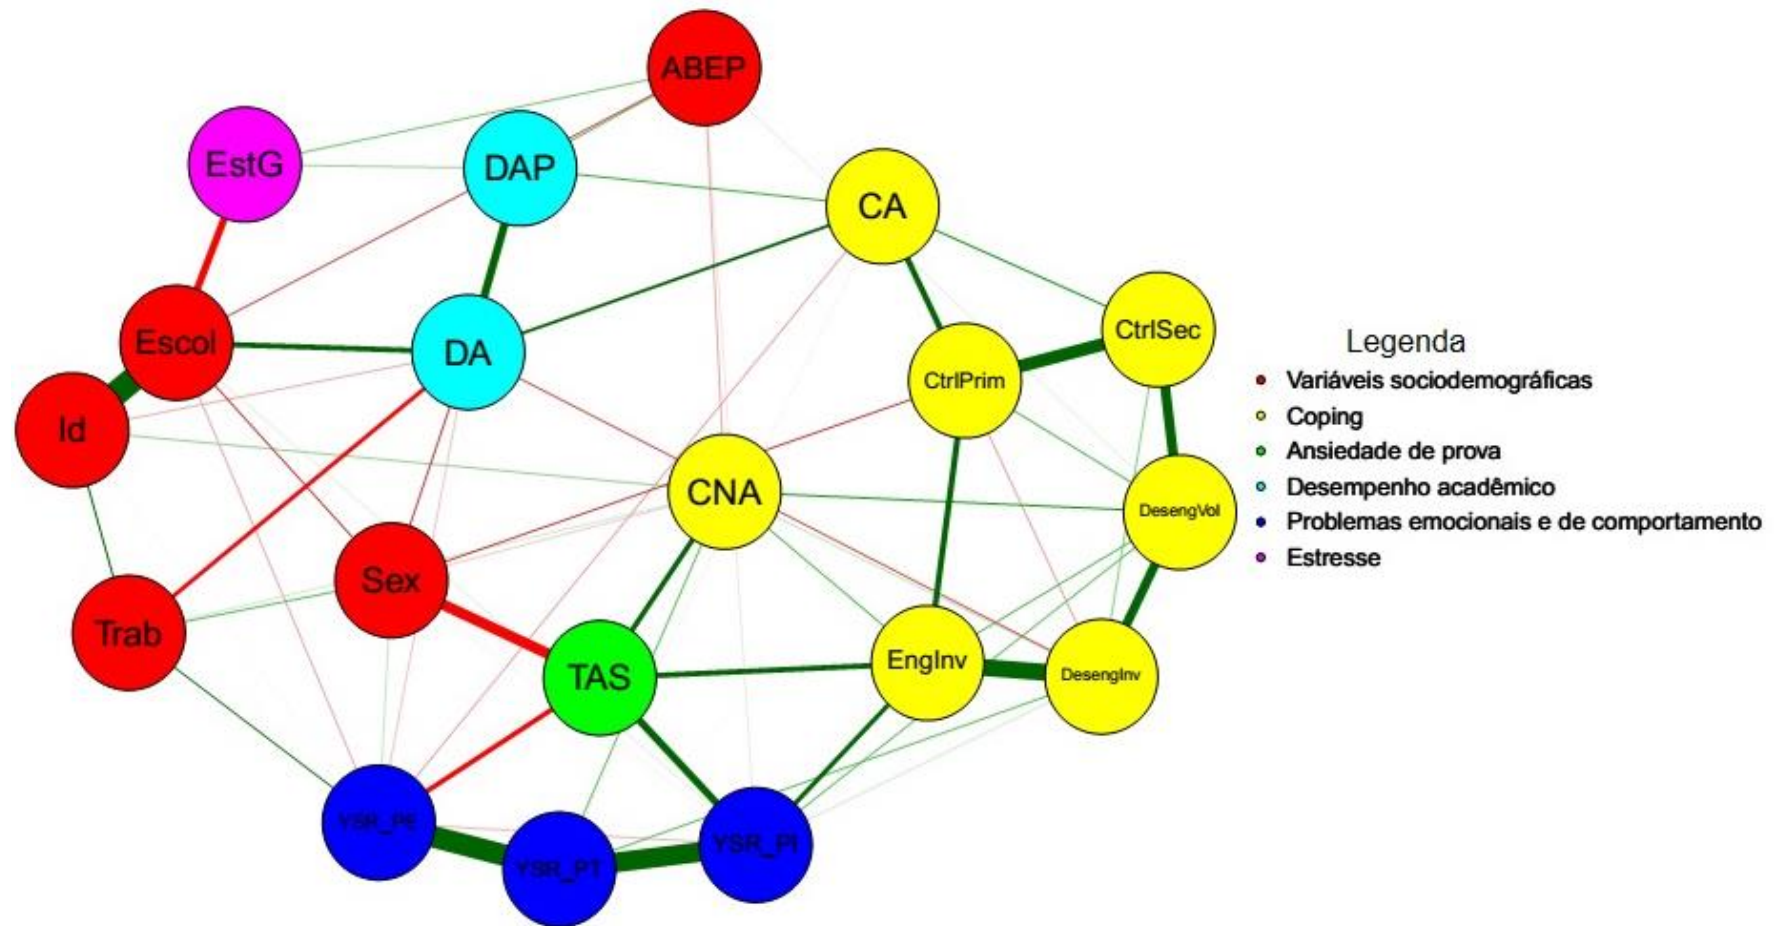 ABEP
EstG
DAP
CA
CtrlSec
Escol
DA
CtrlPrim
Id
CNA
DesengVol
Sex
Trab
TAS
EngInv
DesengInv
YSR_PE
YSR_PT
YSR_PI
Legenda
Variáveis sociodemográficas
Coping
Ansiedade de prova
Desempenho acadêmico
Problemas emocionais e de comportamento
Estresse